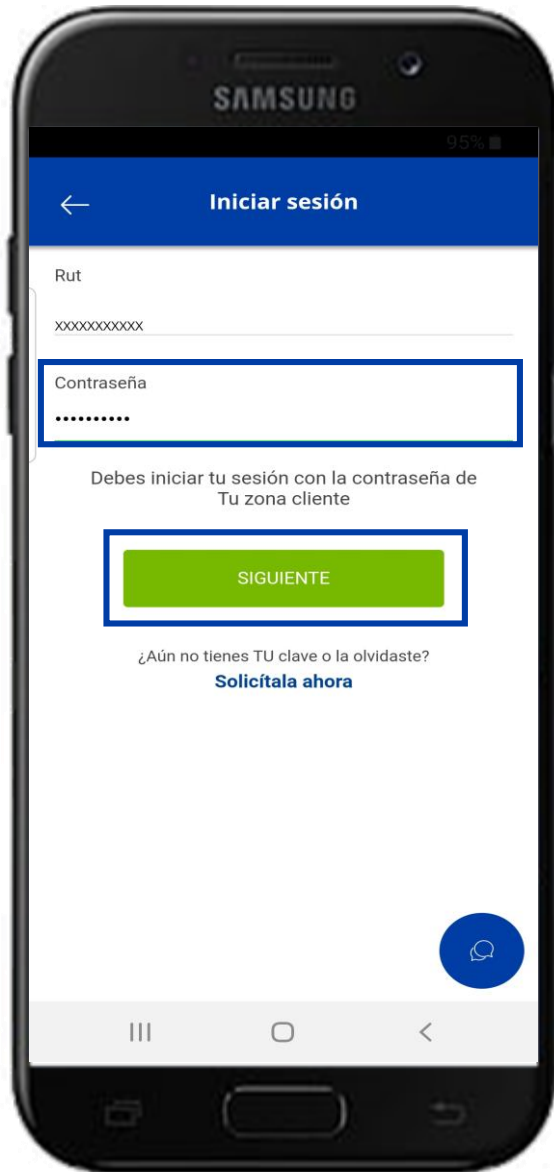 SAMSUNG
95%
Iniciar sesión
Rut
xxxxxxxxxxx
Contraseña
••••••••••
Debes iniciar tu sesión con la contraseña de
Tu zona cliente
SIGUIENTE
¿Aún no tienes TU clave o la olvidaste?
Solicítala ahora